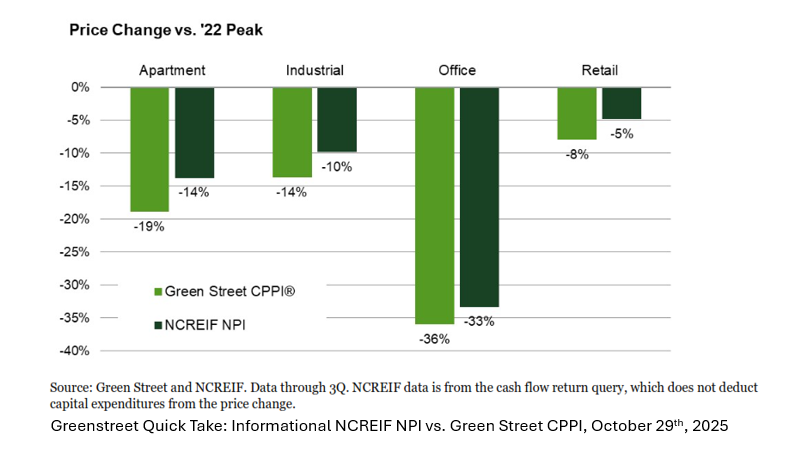 Price Change vs. '22 Peak
Apartment Industrial Office Retail
0%
-5%
-10%
-15%
-20%
-25%
-30%
-35%
-40%
-19%
-14%
-14%
-10%
-36%
-33%
-8%
-5%
Green Street CPPI®
NCREIF NPI
Source: Green Street and NCREIF. Data through 3Q. NCREIF data is from the cash flow return query, which does not deduct
capital expenditures from the price change.
Greenstreet Quick Take: Informational NCREIF NPI vs. Green Street CPPI, October 29th, 2025